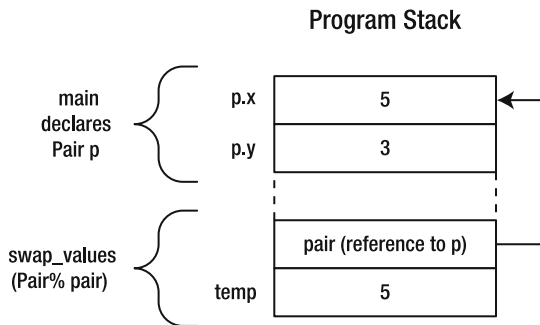 Program Stack
main
declares
Pair p
p.x
5
p.y
3
swap_values
(Pair% pair)
pair (reference to p)
temp
5